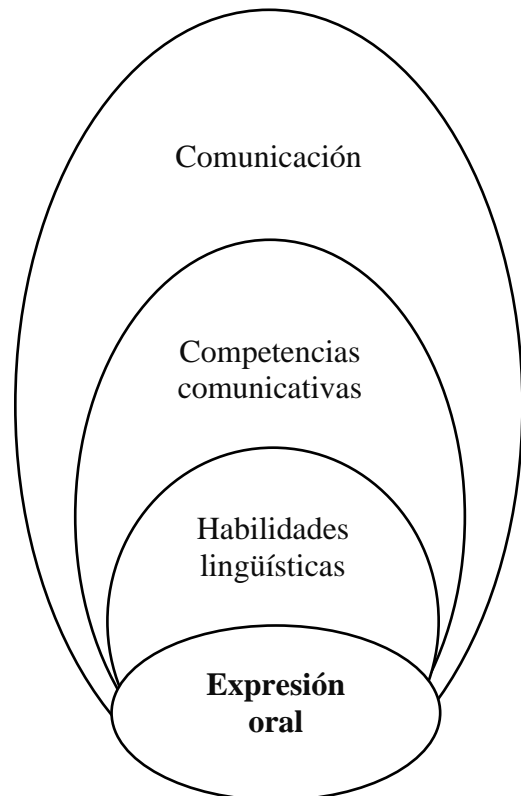 Comunicación
Competencias
comunicativas
Habilidades
lingüísticas
Expresión
oral